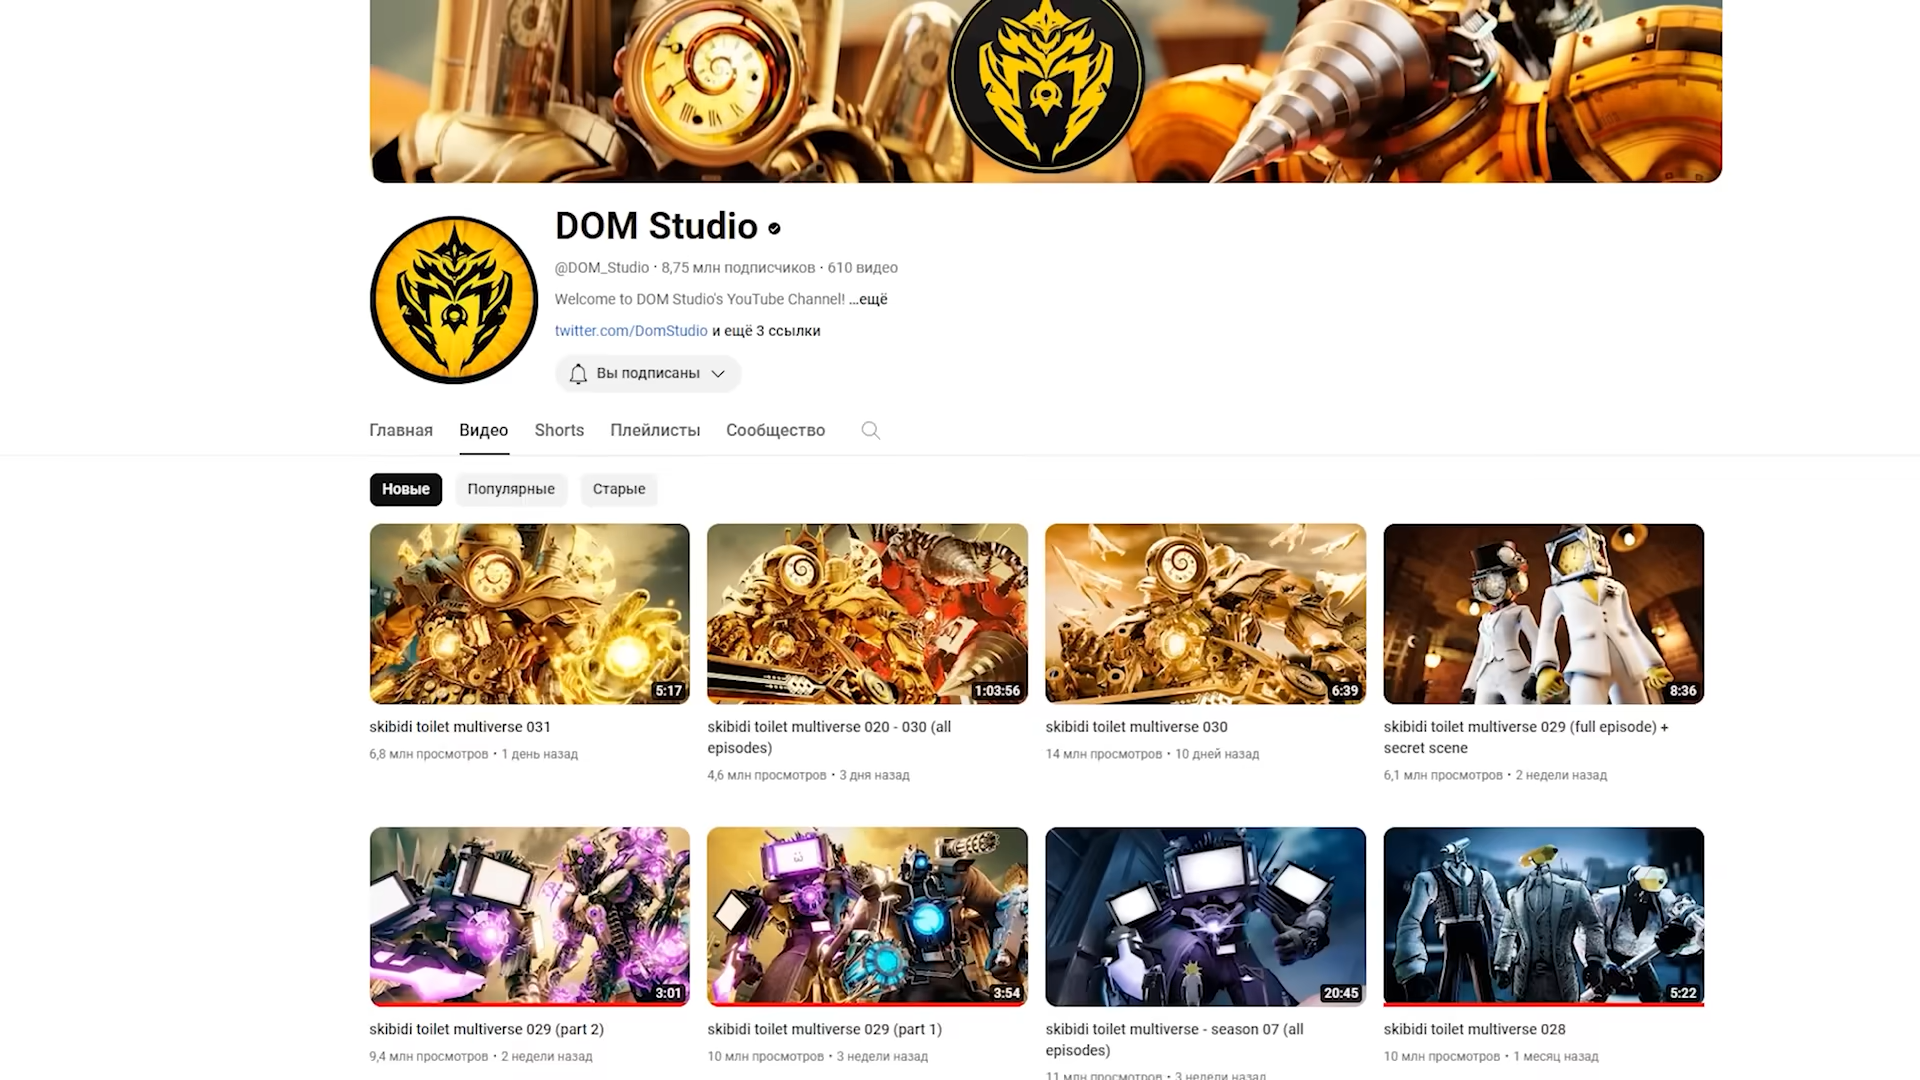 DOM Studio
@DOM_Studio · 8,75 млн подписчиков · 610 видео
Welcome to DOM Studio's YouTube Channel! ...ещё
twitter.com/DomStudio и ещё 3 ссылки
Вы подписаны
Главная Видео Shorts Плейлисты Сообщество
Новые Популярные Старые
5:17
1:03:56
6:39
8:36
skibidi toilet multiverse 031
6,8 млн просмотров · 1 день назад
skibidi toilet multiverse 020 - 030 (all
episodes)
4,6 млн просмотров · 3 дня назад
skibidi toilet multiverse 030
14 млн просмотров · 10 дней назад
skibidi toilet multiverse 029 (full episode) +
secret scene
6,1 млн просмотров · 2 недели назад
3:01
3:54
20:45
5:22
skibidi toilet multiverse 029 (part 2)
9,4 млн просмотров · 2 недели назад
skibidi toilet multiverse 029 (part 1)
10 млн просмотров · 3 недели назад
skibidi toilet multiverse - season 07 (all
episodes)
11 млн просмотров · 3 недели назад
skibidi toilet multiverse 028
10 млн просмотров · 1 месяц назад